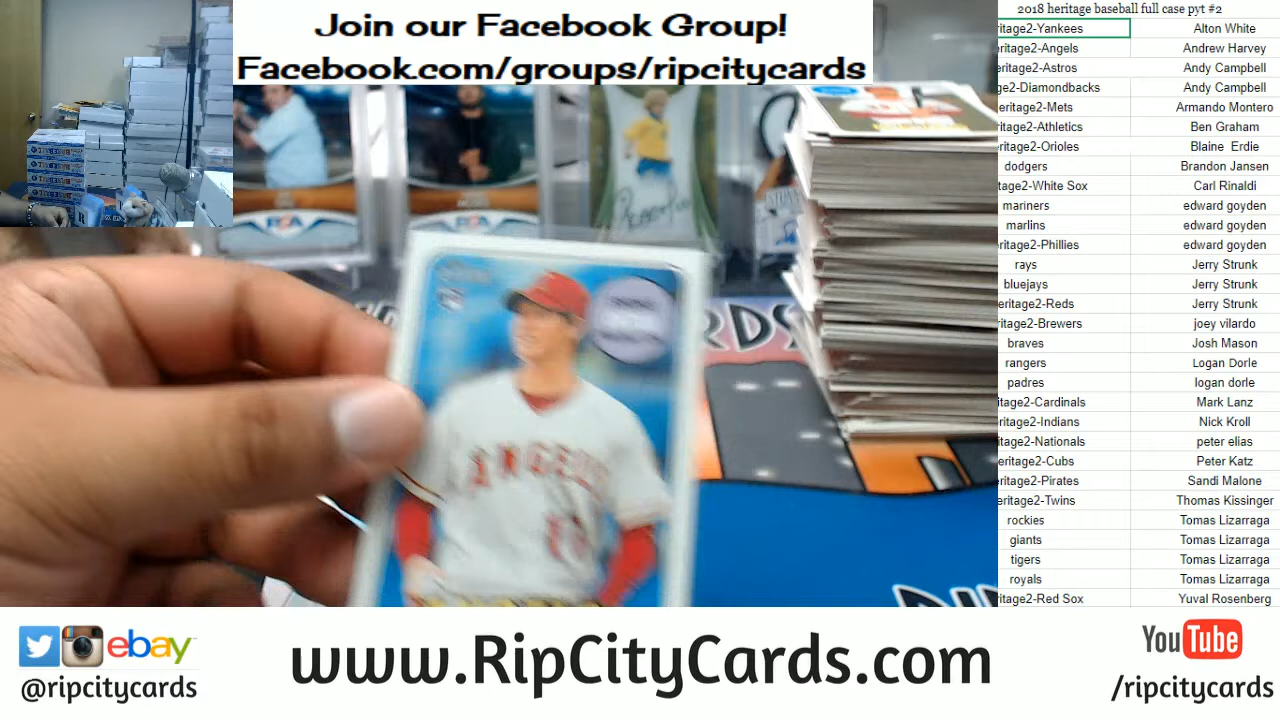 Join our Facebook Group!
Facebook.com/groups/ripcitycards
2018 heritage baseball full case pyt #2
ritage2-Yankees Alton White
eritage2-Angels Andrew Harvey
eritage2-Astros Andy Campbell
ge2-Diamondbacks Andy Campbell
eritage2-Mets Armando Montero
eritage2-Athletics Ben Graham
eritage2-Orioles Blaine Erdie
dodgers Brandon Jansen
tage2-White Sox Carl Rinaldi
mariners edward goyden
marlins edward goyden
eritage2-Phillies edward goyden
rays Jerry Strunk
bluejays Jerry Strunk
eritage2-Reds Jerry Strunk
ritage2-Brewers joey vilardo
braves Josh Mason
rangers Logan Dorle
padres logan dorle
itage2-Cardinals Mark Lanz
itage2-Indians Nick Kroll
itage2-Nationals peter elias
eritage2-Cubs Peter Katz
eritage2-Pirates Sandi Malone
eritage2-Twins Thomas Kissinger
rockies Tomas Lizarraga
giants Tomas Lizarraga
tigers Tomas Lizarraga
royals Tomas Lizarraga
itage2-Red Sox Yuval Rosenberg
ANGELS
ebay
@ripcitycards
www.RipCityCards.com
YouTube
/ripcitycards